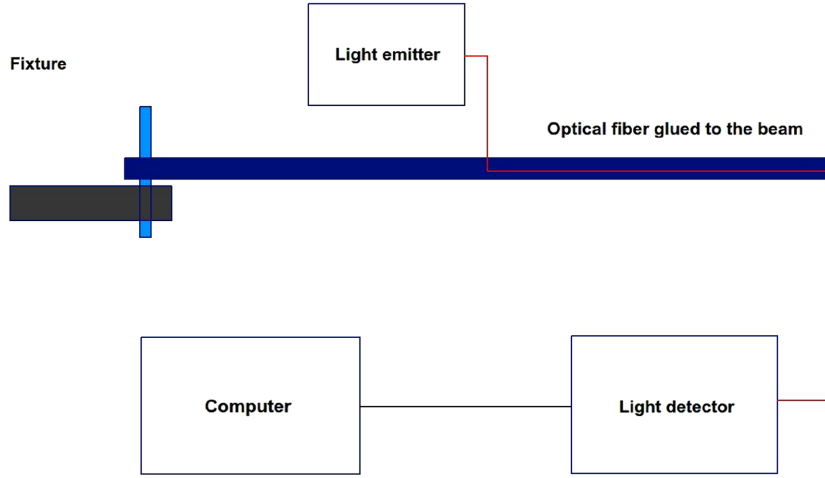 Light emitter
Fixture
Optical fiber glued to the beam
Computer
Light detector